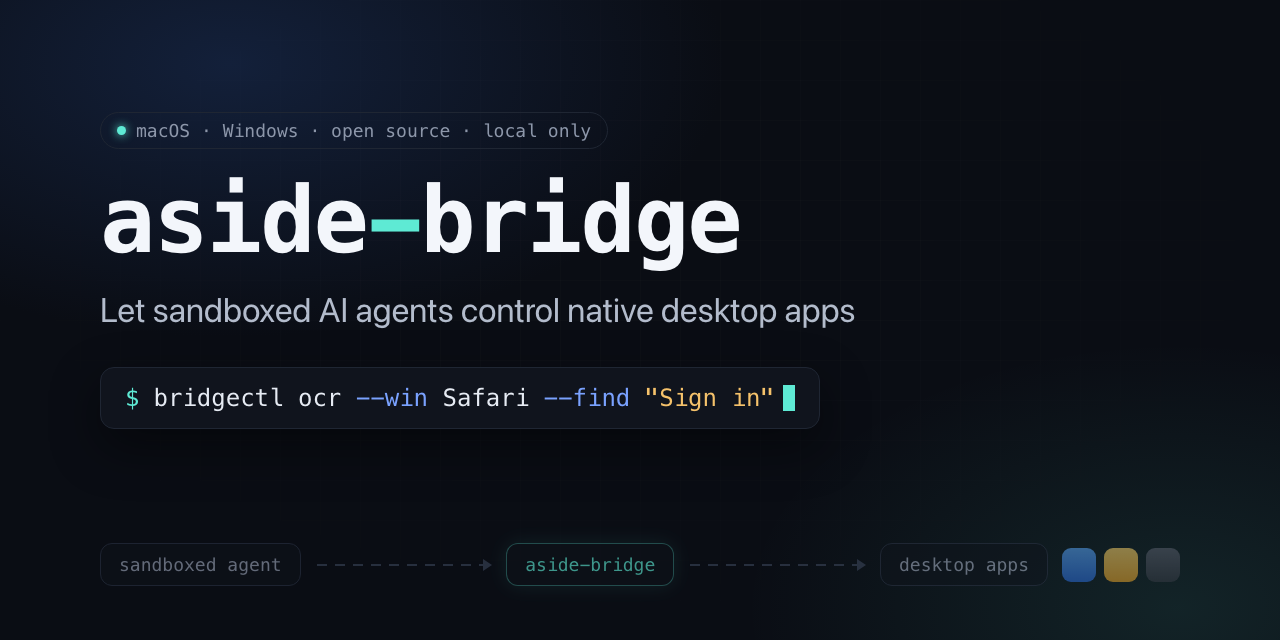 macOS · Windows · open source · local only
aside-bridge
Let sandboxed AI agents control native desktop apps
$ bridgectl ocr --win Safari --find "Sign in"
sandboxed agent
aside-bridge
desktop apps